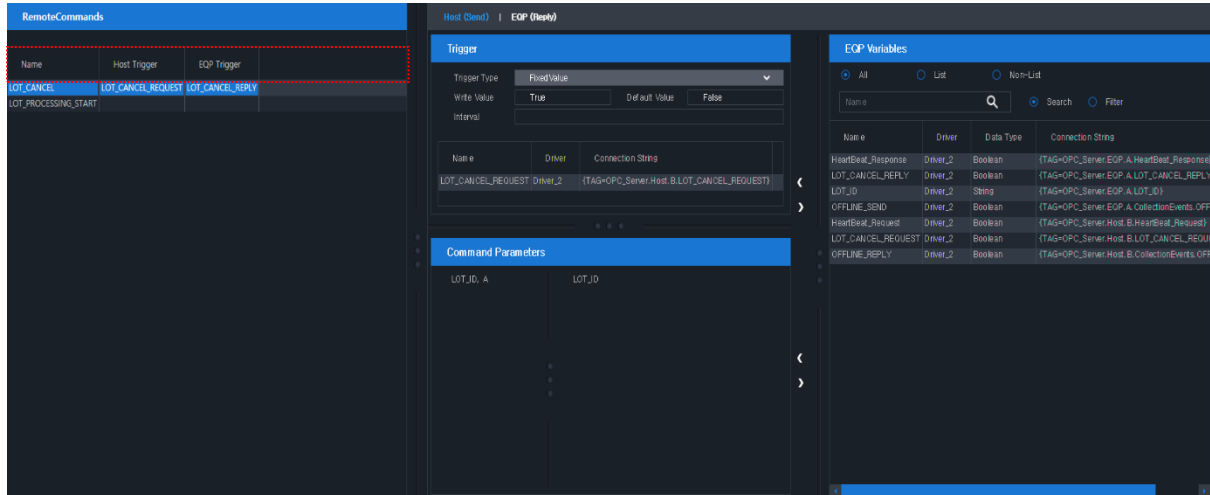 RemoteCommands
Name Host Trigger EQP Trigger
LOT_CANCEL LOT_CANCEL_REQUEST LOT_CANCEL_REPLY
LOT_PROCESSING_START
Host (Send) | EQP (Reply)
Trigger
Trigger Type FixedValue
Write Value True Default Value False
Interval
Name Driver Connection String
LOT_CANCEL_REQUEST Driver_2 {TAG=OPC_Server.Host.B.LOT_CANCEL_REQUEST}
Command Parameters
LOT_ID, A LOT_ID
EQP Variables
All List Non-List
Name Search Filter
Name Driver Data Type Connection String
HeartBeat_Response Driver_2 Boolean {TAG=OPC_Server.EQP.A.HeartBeat_Response
LOT_CANCEL_REPLY Driver_2 Boolean {TAG=OPC_Server.EQP.A.LOT_CANCEL_REPLY
LOT_ID Driver_2 String {TAG=OPC_Server.EQP.A.LOT_ID}
OFFLINE_SEND Driver_2 Boolean {TAG=OPC_Server.EQP.A.CollectionEvents.OFF
HeartBeat_Request Driver_2 Boolean {TAG=OPC_Server.Host.B.HeartBeat_Request}
LOT_CANCEL_REQUEST Driver_2 Boolean {TAG=OPC_Server.Host.B.LOT_CANCEL_REQU
OFFLINE_REPLY Driver_2 Boolean {TAG=OPC_Server.Host.B.CollectionEvents.OFF